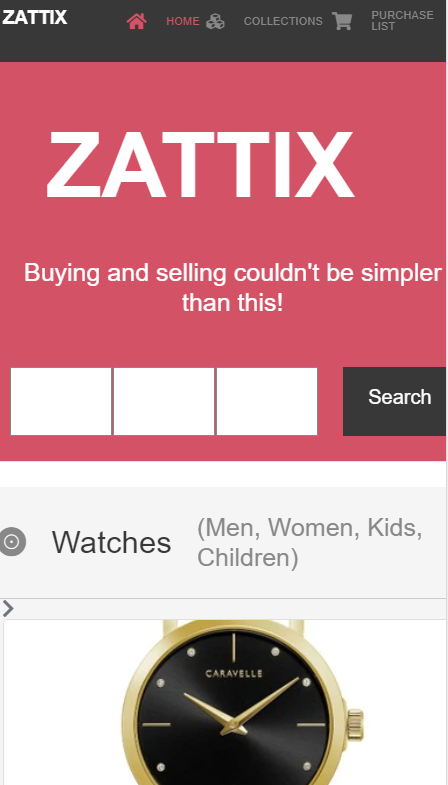 ZATTIX
HOME
COLLECTIONS
PURCHASE
LIST
ZATTIX
Buying and selling couldn't be simpler
than this!
Search
Watches
(Men, Women, Kids,
Children)
CARAVELLE